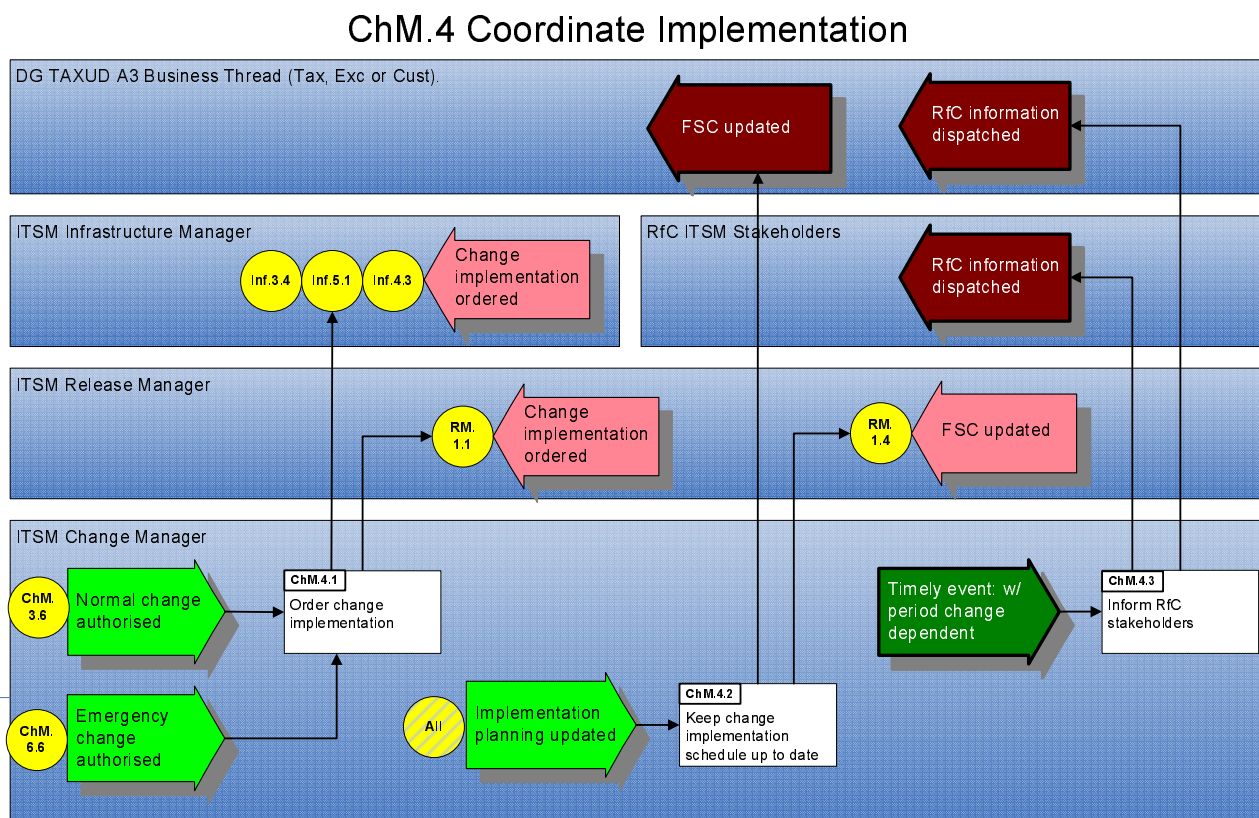 ChM.4 Coordinate Implementation
DG TAXUD A3 Business Thread (Tax, Exc or Cust).
FSC updated
RfC information
dispatched
ITSM Infrastructure Manager
Inf.3.4
Inf.5.1
Inf.4.3
Change
implementation
ordered
RfC ITSM Stakeholders
RfC information
dispatched
ITSM Release Manager
RM.
1.1
Change
implementation
ordered
RM.
1.4
FSC updated
ITSM Change Manager
ChM.
3.6
Normal change
authorised
ChM.4.1
Order change
implementation
Timely event: w/
period change
dependent
ChM.4.3
Inform RfC
stakeholders
ChM.
6.6
Emergency
change
authorised
All
Implementation
planning updated
ChM.4.2
Keep change
implementation
schedule up to date